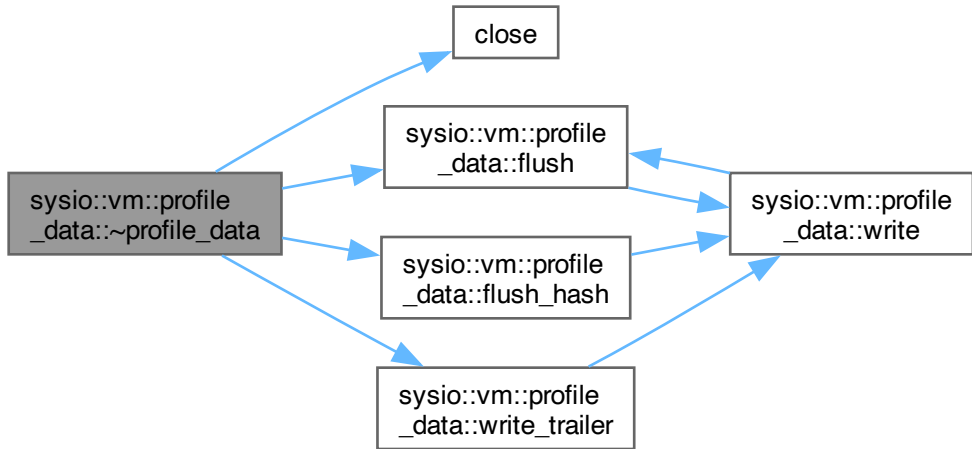 close
sysio::vm::profile
_data::flush
sysio::vm::profile
_data::~profile_data
sysio::vm::profile
_data::write
sysio::vm::profile
_data::flush_hash
sysio::vm::profile
_data::write_trailer